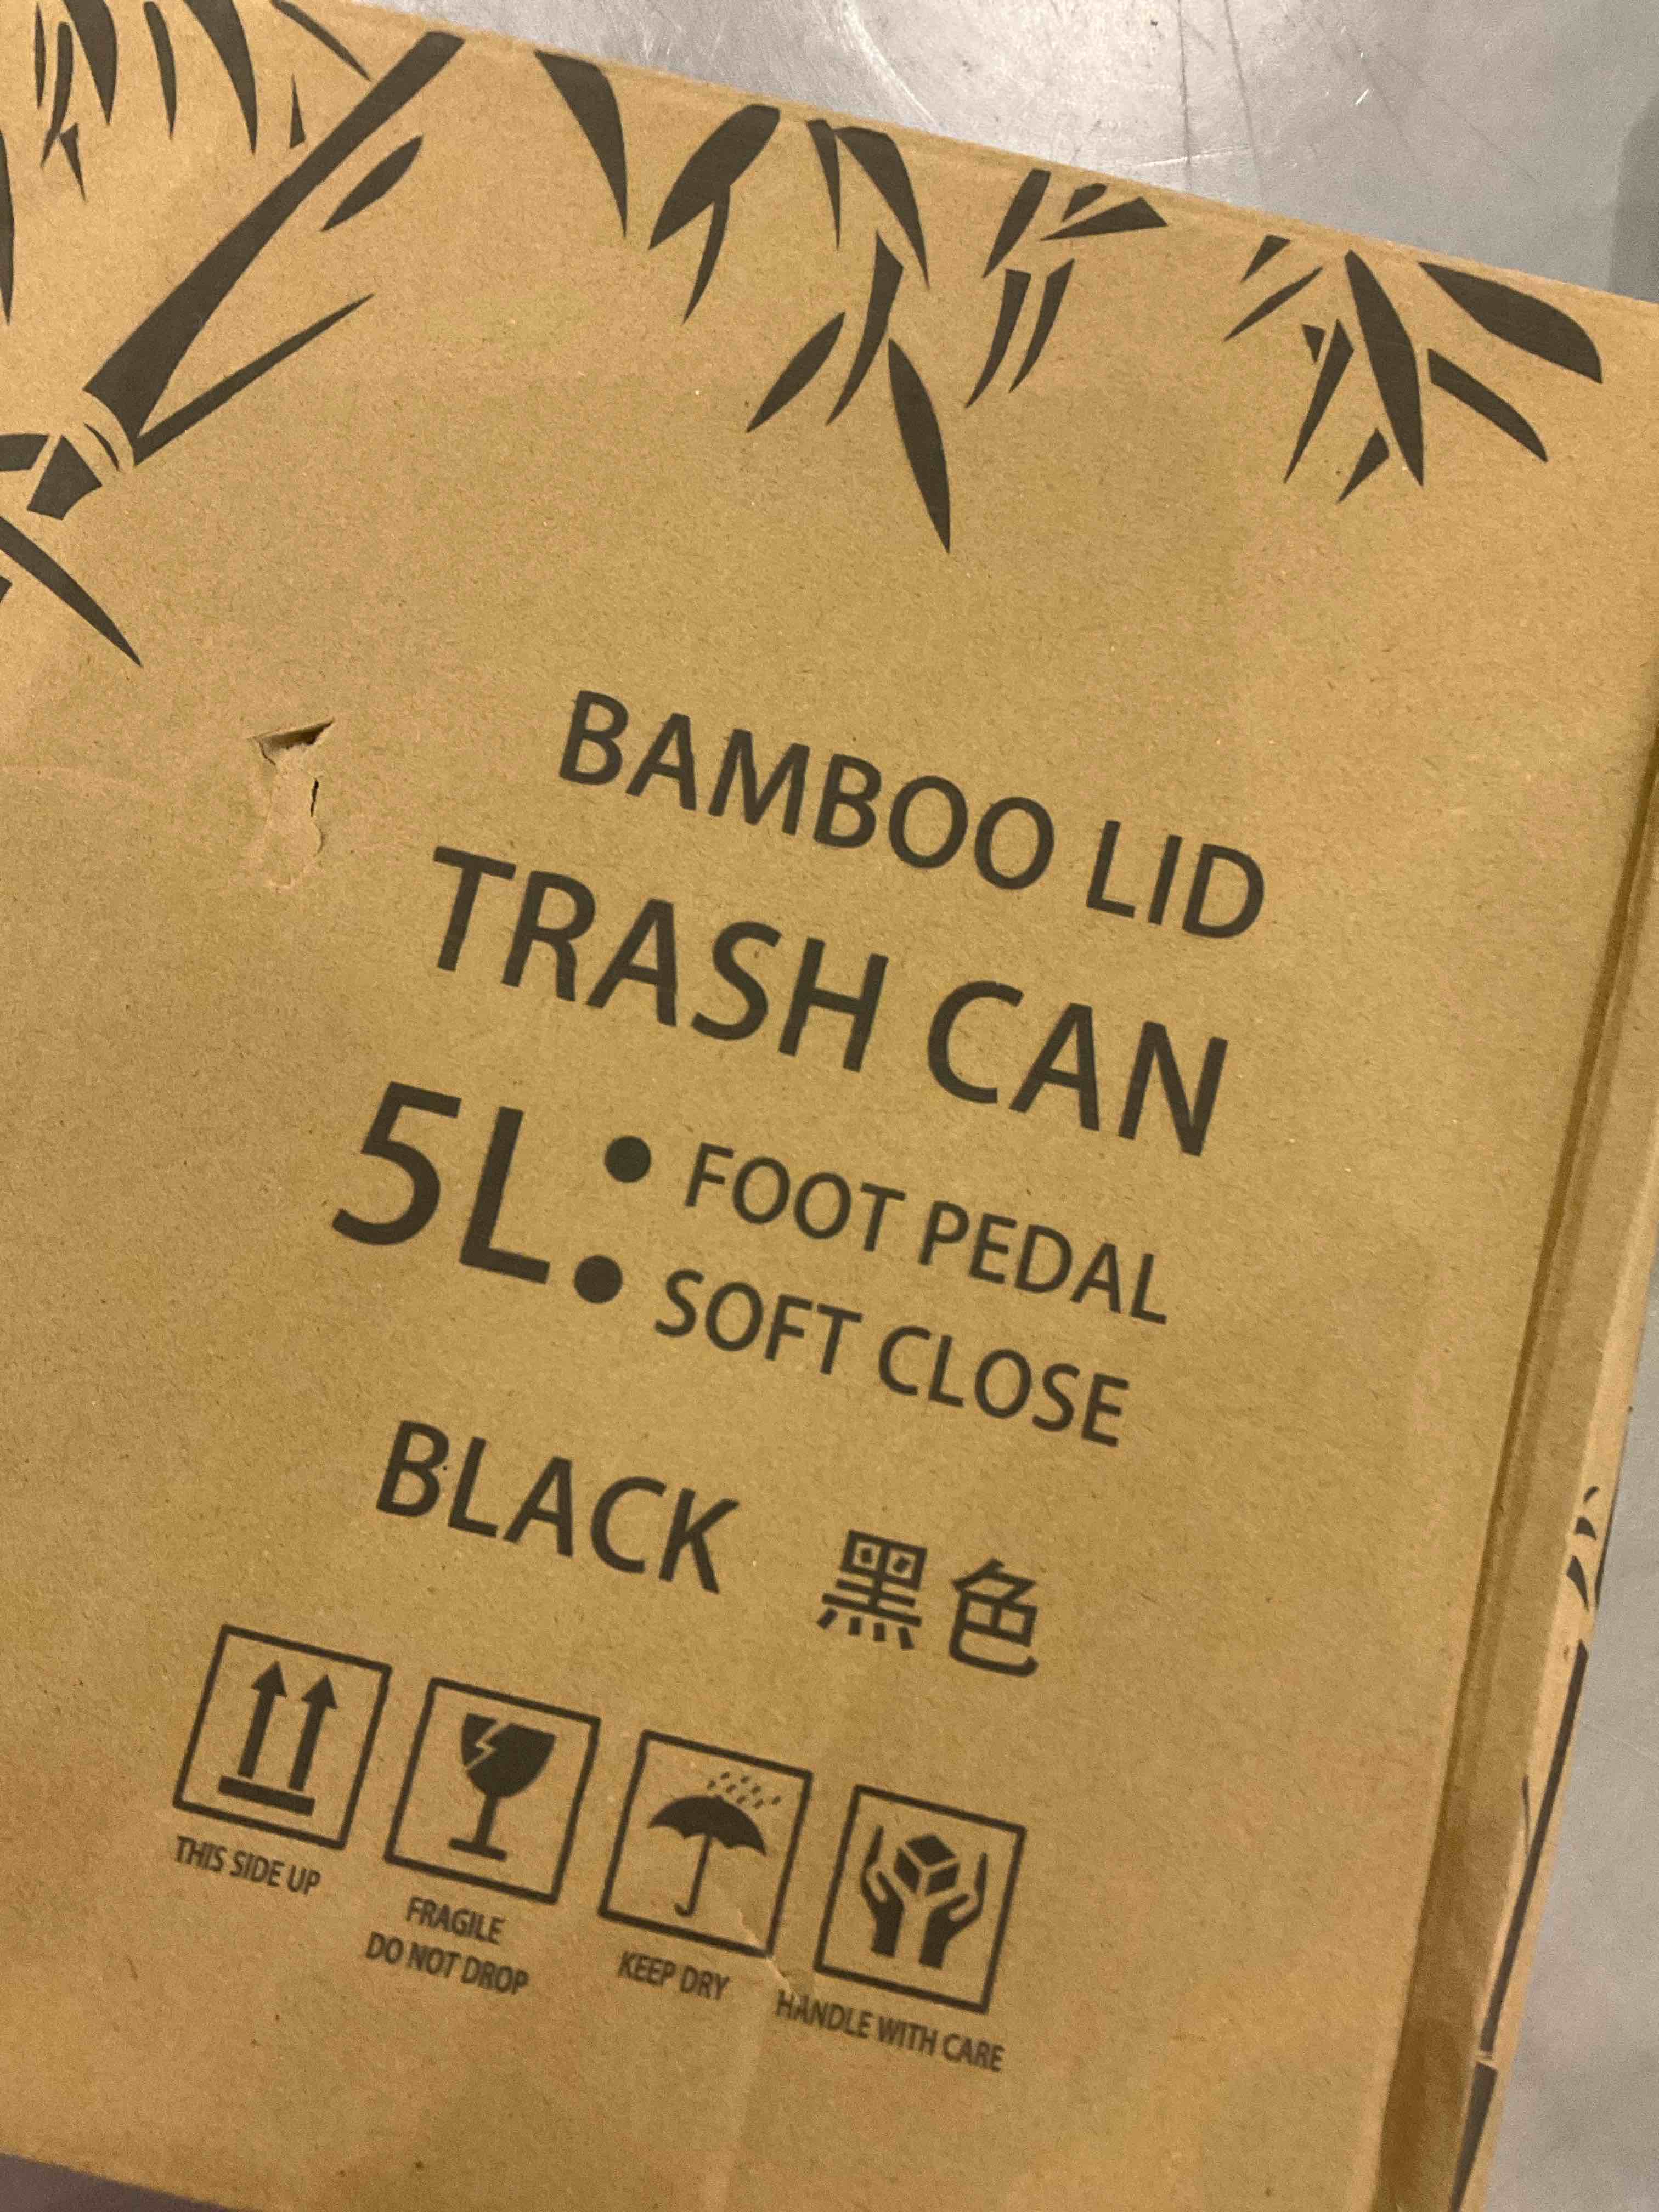 BAMBOO LID
TRASH CAN
5L
• FOOT PEDAL
• SOFT CLOSE
BLACK 黑色
THIS SIDE UP
FRAGILE
DO NOT DROP
KEEP DRY
HANDLE WITH CARE